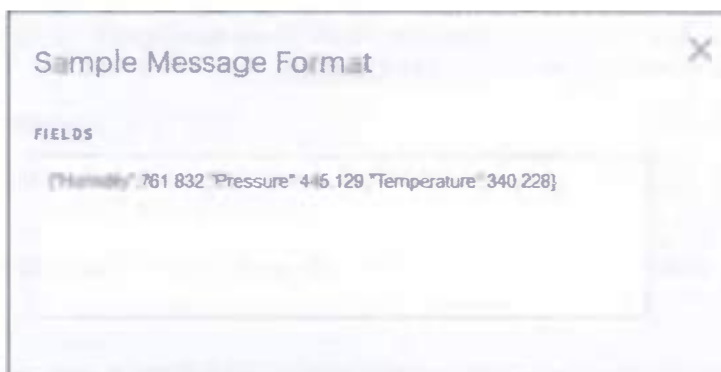 Sample Message Format
FIELDS
{"Humidity".761 832 "Pressure" 445.129 "Temperature" 340 228}